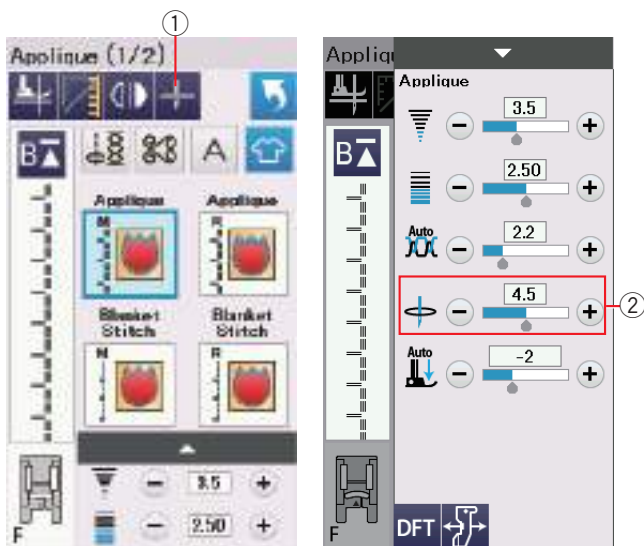 1
Applique (1/2)
B
A
Applique
Applique
M
R
Blanket
Stitch
Blanket
Stitch
M
R
3.5
2.50
F
Appliq
B
Applique
3.5
2.50
Auto
2.2
4.5
2
Auto
-2
F
DFT